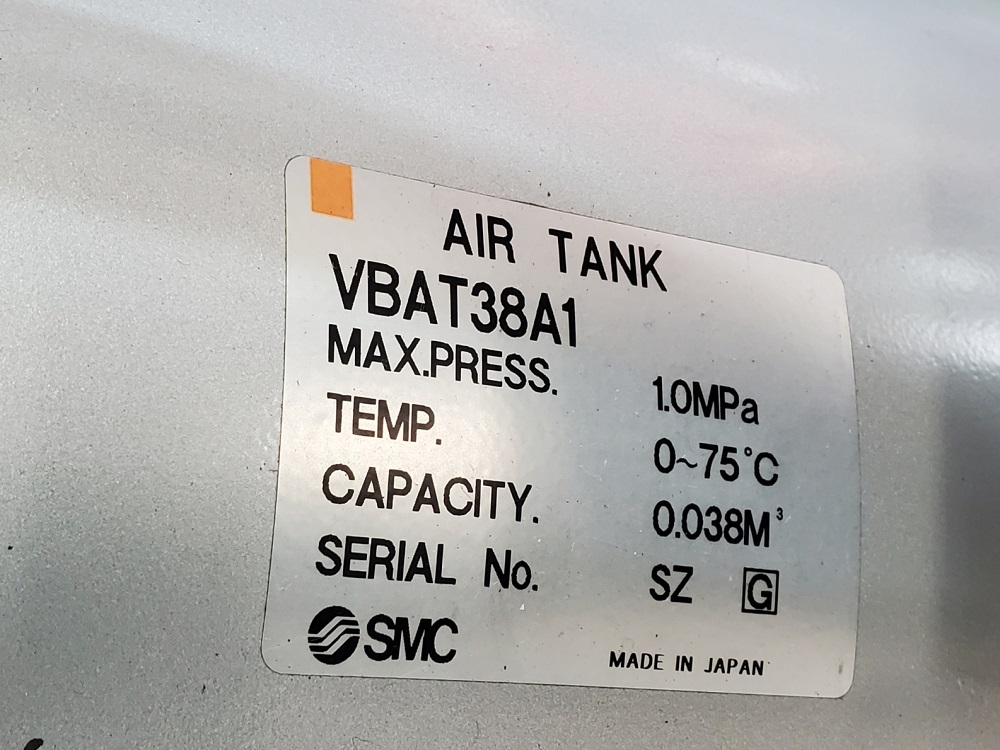 AIR TANK
VBAT38A1
MAX.PRESS. 1.0MPa
TEMP. 0~75°C
CAPACITY. 0.038M³
SERIAL No. SZ G
SMC MADE IN JAPAN